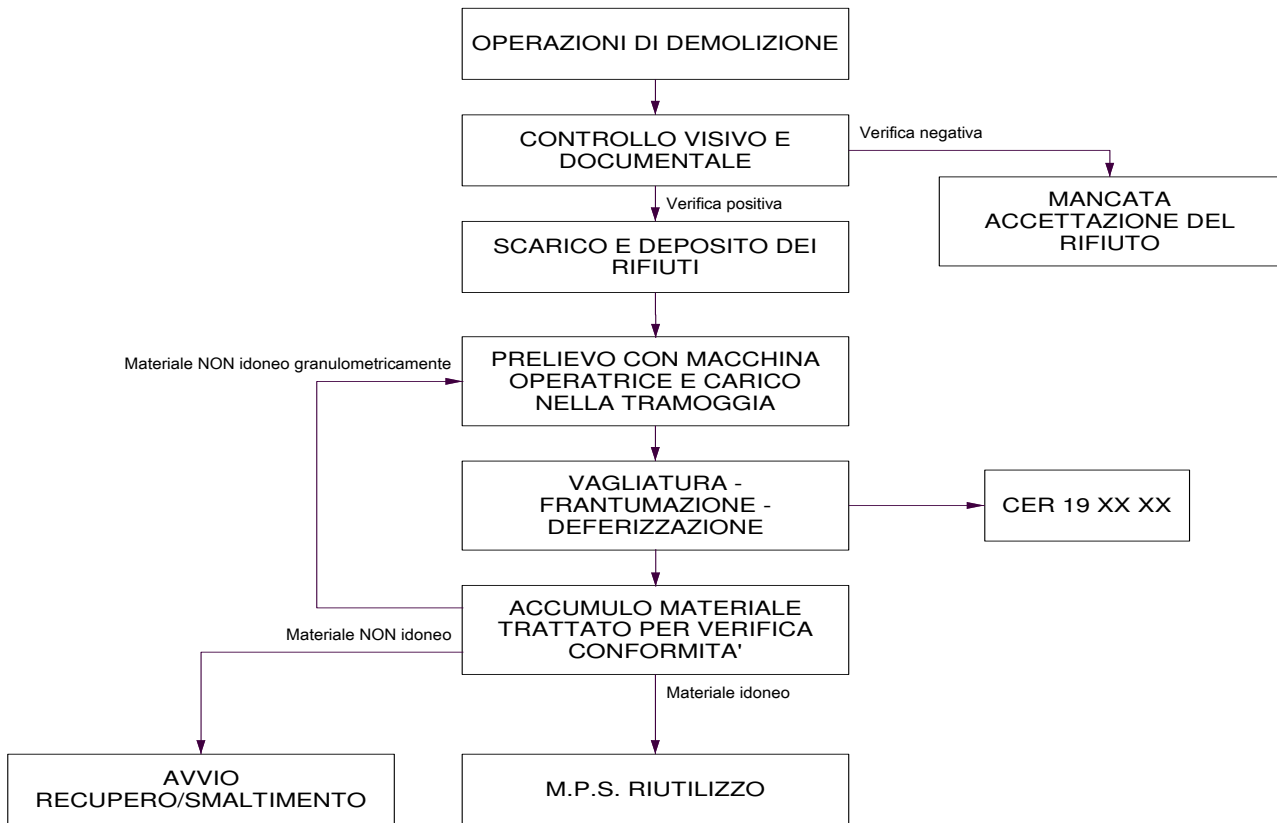 OPERAZIONI DI DEMOLIZIONE
CONTROLLO VISIVO E
DOCUMENTALE
Verifica negativa
MANCATA
ACCETTAZIONE DEL
RIFIUTO
Verifica positiva
SCARICO E DEPOSITO DEI
RIFIUTI
Materiale NON idoneo granulometricamente
PRELIEVO CON MACCHINA
OPERATRICE E CARICO
NELLA TRAMOGGIA
VAGLIATURA -
FRANTUMAZIONE -
DEFERIZZAZIONE
CER 19 XX XX
ACCUMULO MATERIALE
TRATTATO PER VERIFICA
CONFORMITA'
Materiale NON idoneo
Materiale idoneo
AVVIO
RECUPERO/SMALTIMENTO
M.P.S. RIUTILIZZO